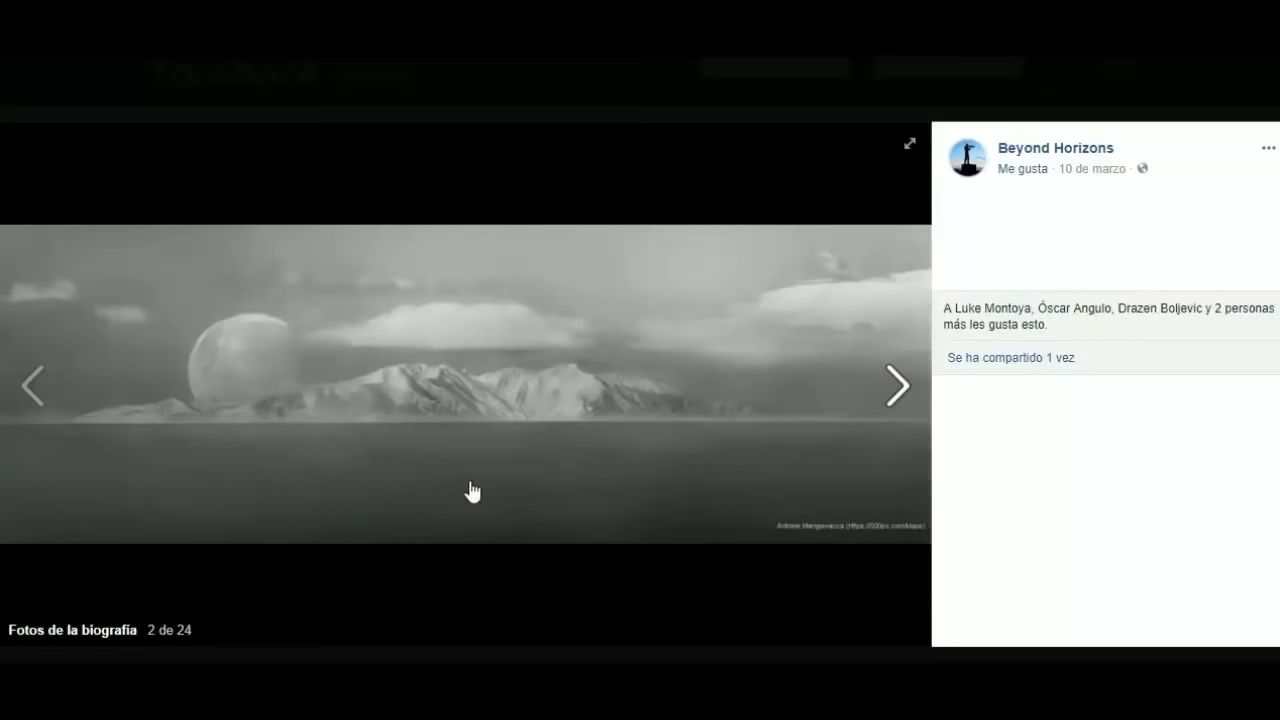 Beyond Horizons
Me gusta · 10 de marzo ·
A Luke Montoya, Óscar Angulo, Drazen Boljevic y 2 personas
más les gusta esto.
Se ha compartido 1 vez
Fotos de la biografía 2 de 24